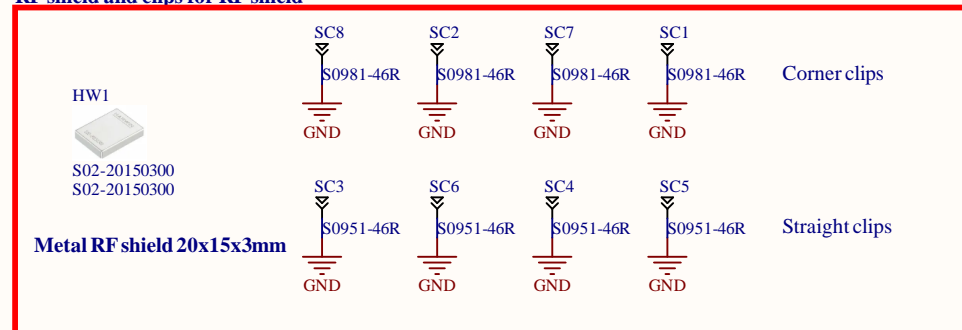 RF shield and clips for RF shield
SC8 SC2 SC7 SC1
S0981-46R S0981-46R S0981-46R S0981-46R Corner clips
HW1
GND GND GND GND
S02-20150300
S02-20150300
SC3 SC6 SC4 SC5
S0951-46R S0951-46R S0951-46R S0951-46R Straight clips
Metal RF shield 20x15x3mm
GND GND GND GND